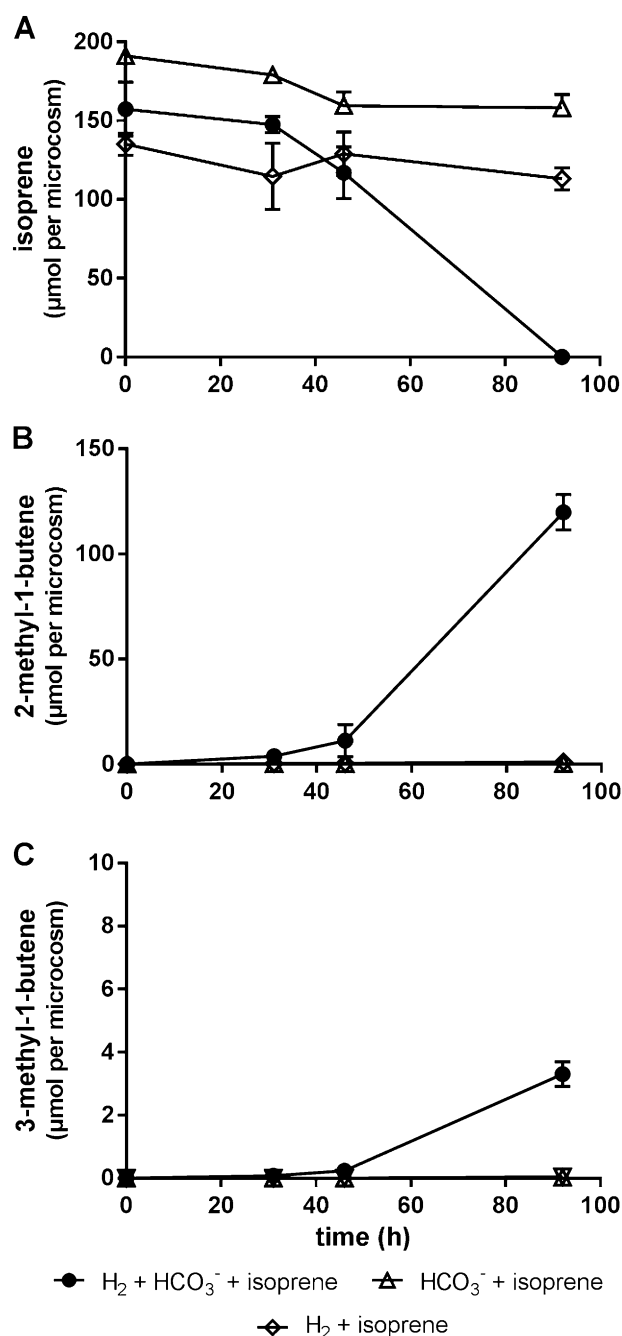 A
isoprene
(µmol per microcosm)
200
150
100
50
0
0 20 40 60 80 100
B
2-methyl-1-butene
(µmol per microcosm)
150
100
50
0
0 20 40 60 80 100
C
3-methyl-1-butene
(µmol per microcosm)
10
8
6
4
2
0
0 20 40 60 80 100
time (h)
H₂ + HCO₃⁻ + isoprene HCO₃⁻ + isoprene
H₂ + isoprene